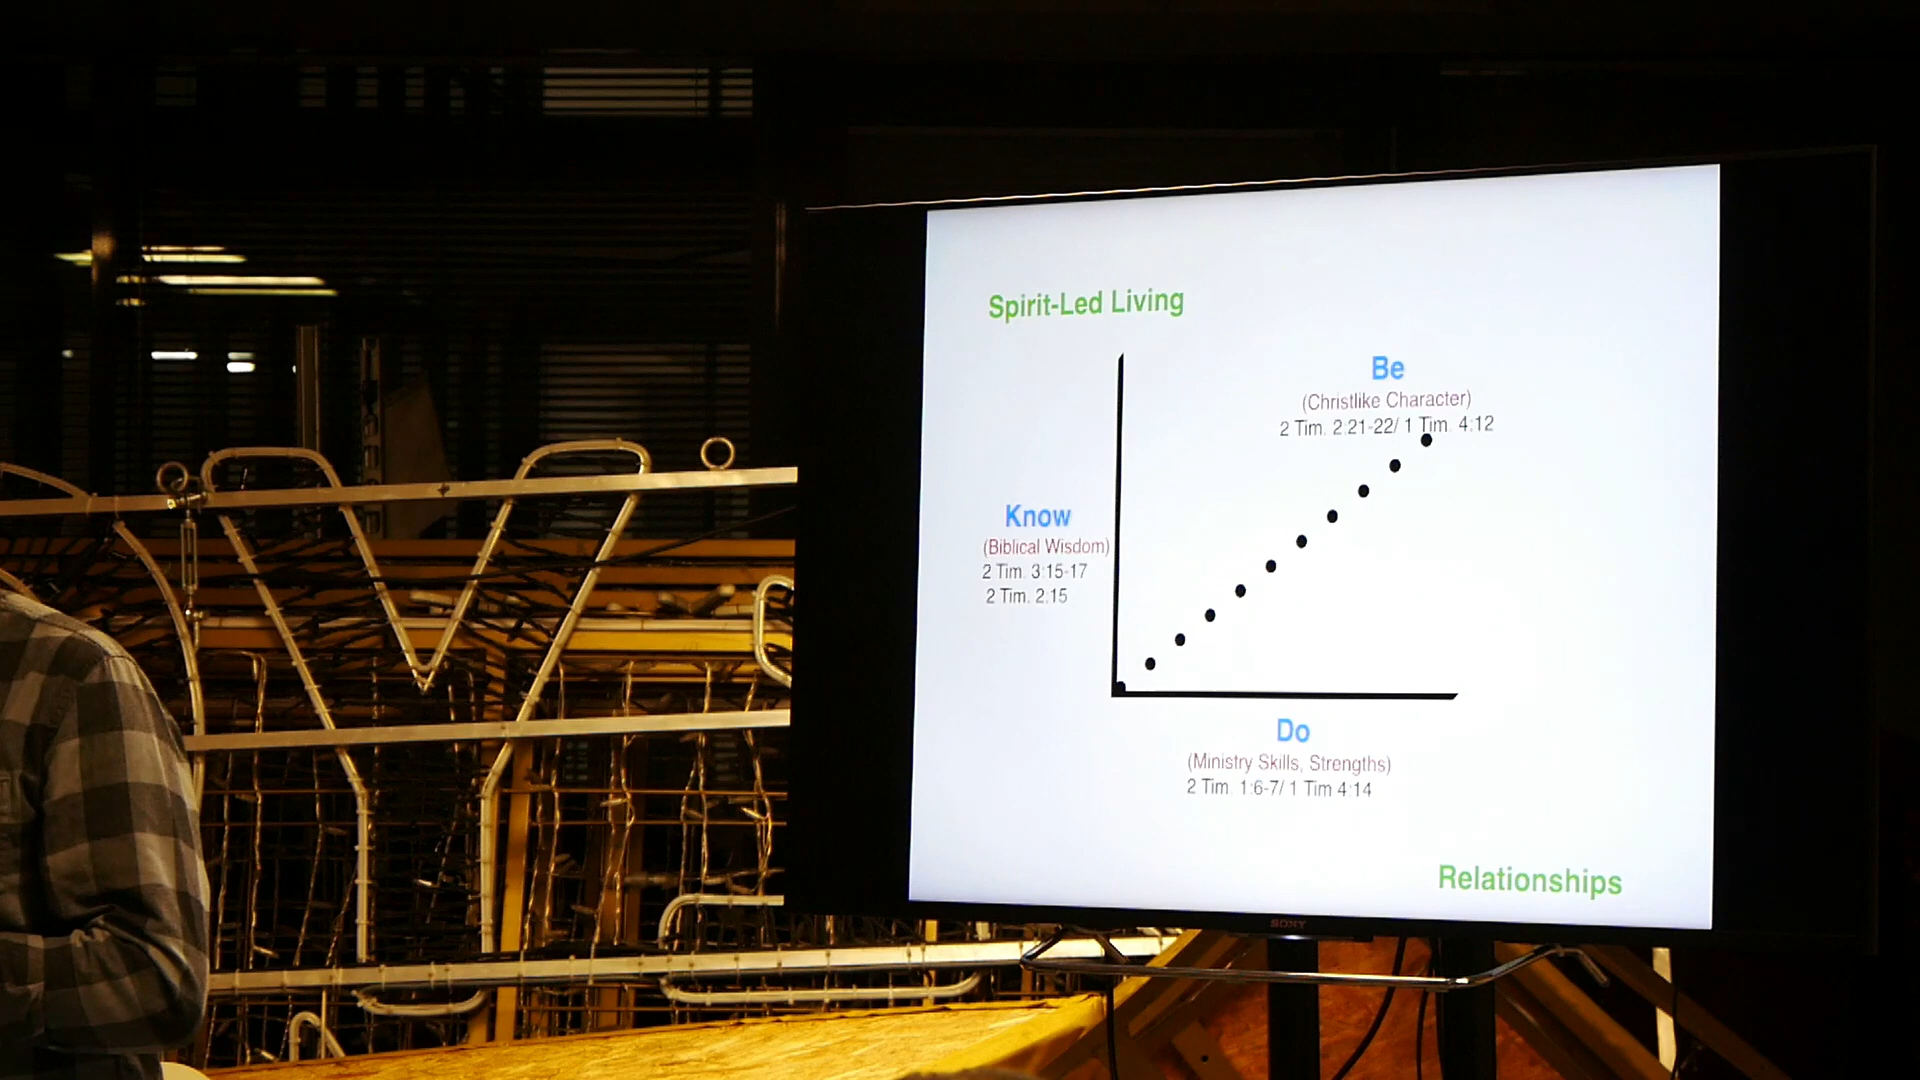 Spirit-Led Living
Be
(Christlike Character)
2 Tim. 2:21-22/ 1 Tim. 4:12
Know
(Biblical Wisdom)
2 Tim. 3:15-17
2 Tim. 2:15
Do
(Ministry Skills, Strengths)
2 Tim. 1:6-7/ 1 Tim 4:14
Relationships
SONY